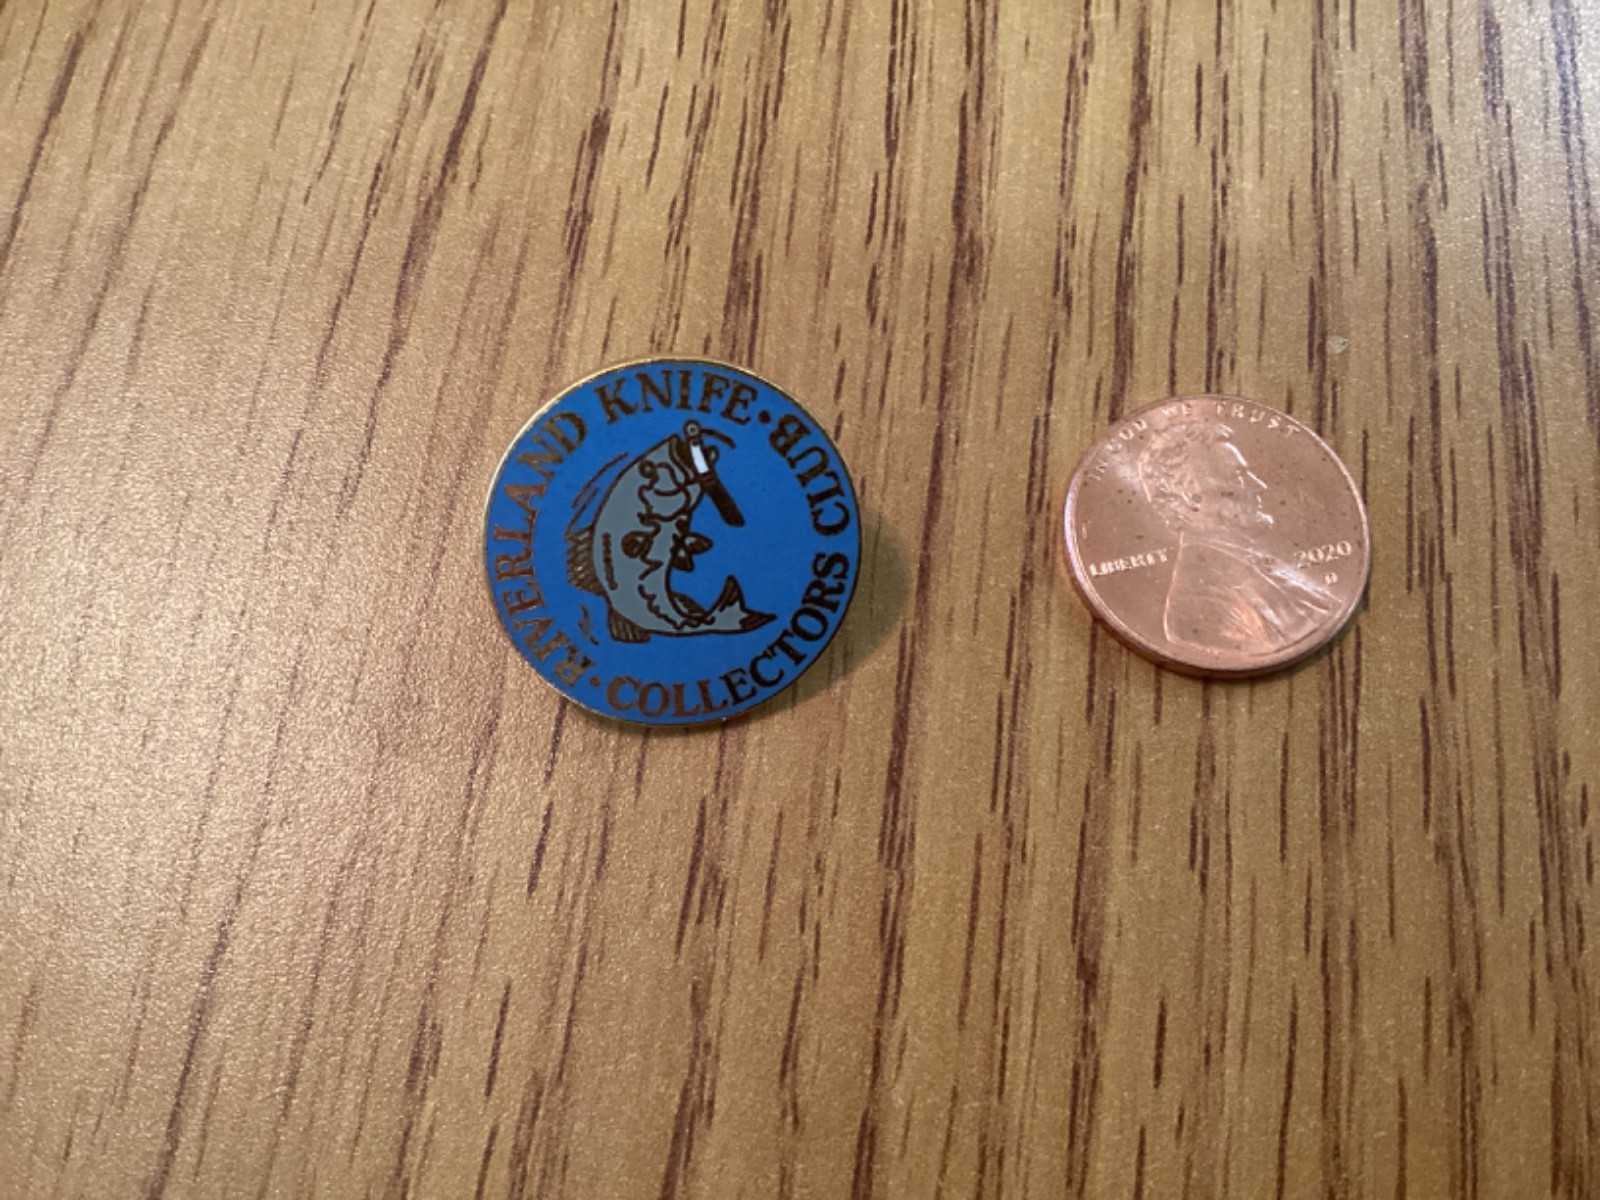 RIVERLAND KNIFE •
COLLECTORS CLUB •
IN GOD WE TRUST
LIBERTY
2020
D